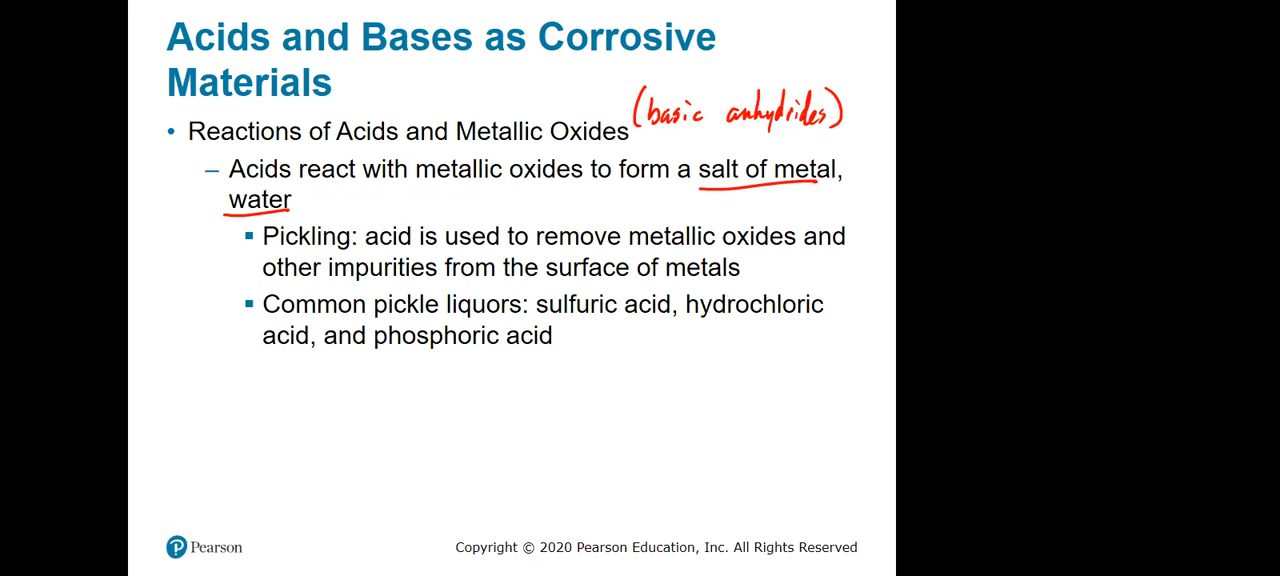 Acids and Bases as Corrosive
Materials
(basic anhydrides)
• Reactions of Acids and Metallic Oxides
– Acids react with metallic oxides to form a salt of metal,
water
▪ Pickling: acid is used to remove metallic oxides and
other impurities from the surface of metals
▪ Common pickle liquors: sulfuric acid, hydrochloric
acid, and phosphoric acid
Pearson
Copyright © 2020 Pearson Education, Inc. All Rights Reserved